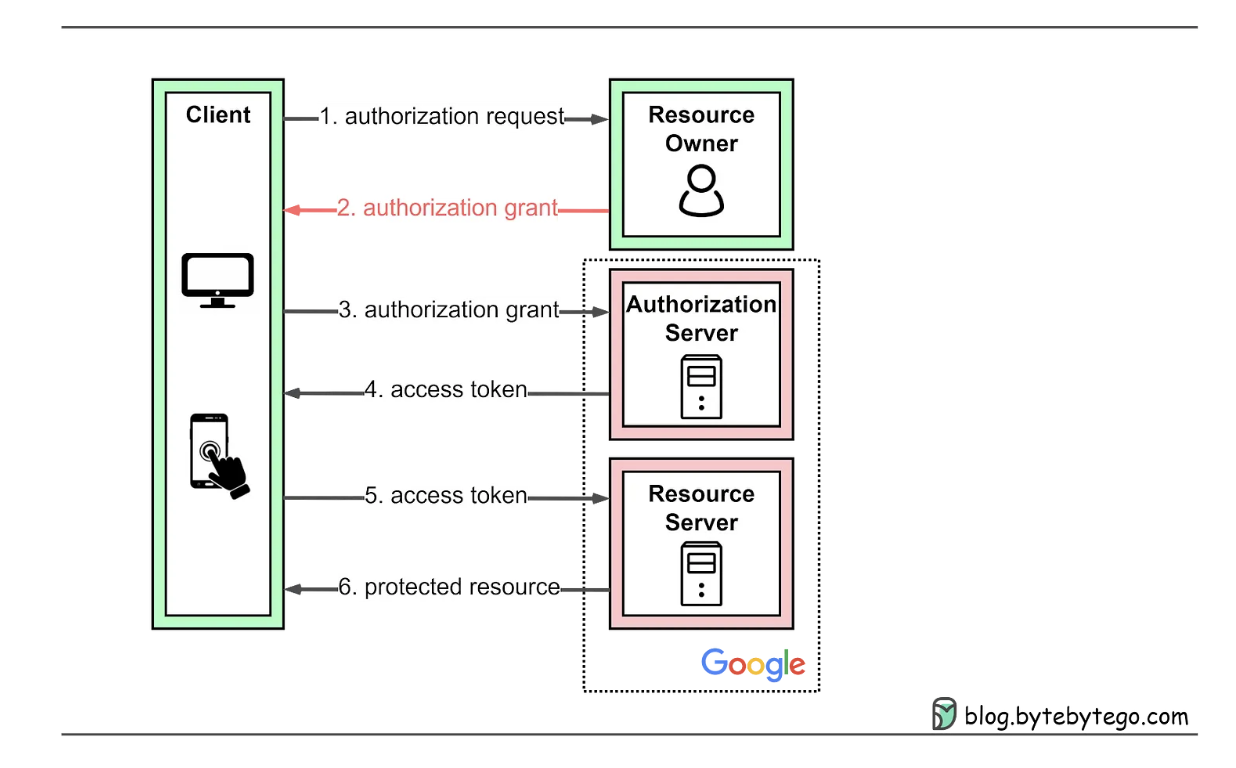 Client
1. authorization request
Resource
Owner
2. authorization grant
3. authorization grant
Authorization
Server
4. access token
5. access token
Resource
Server
6. protected resource
Google
blog.bytebytego.com